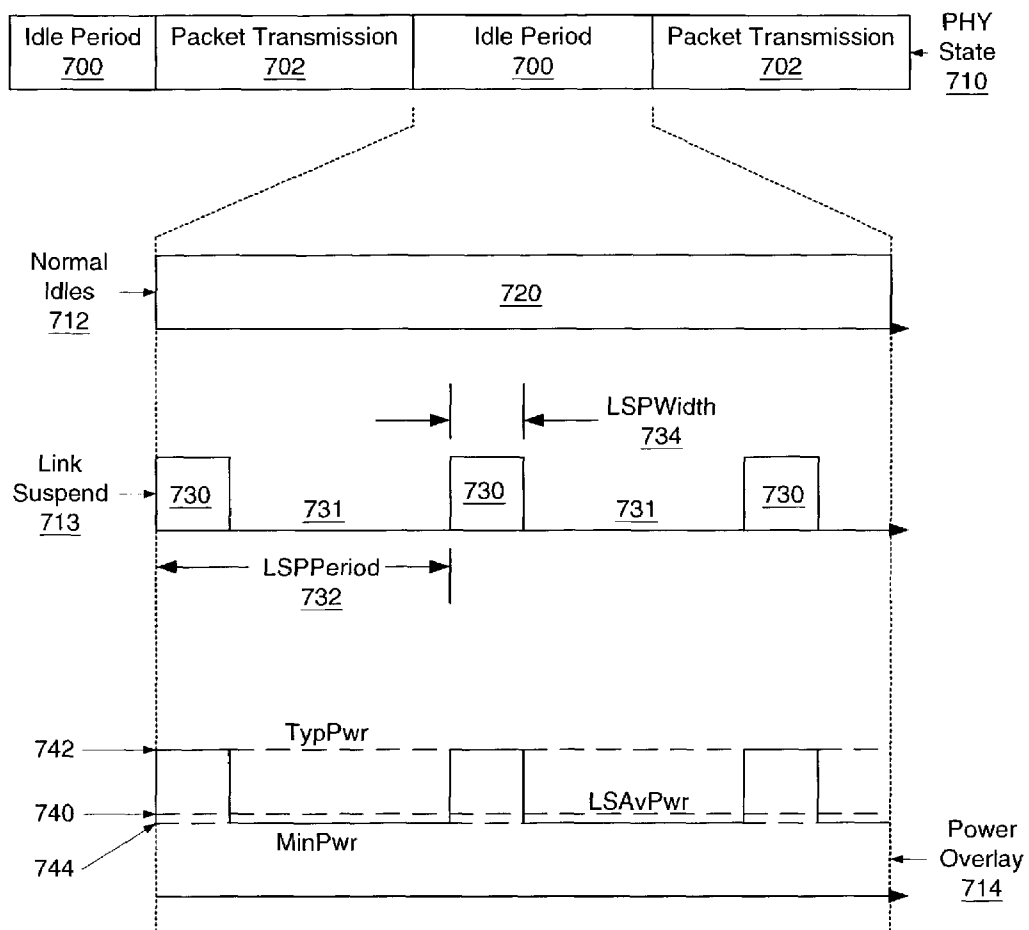 Idle Period
700
Packet Transmission
702
Idle Period
700
Packet Transmission
702
PHY
State
710
Normal
Idles
712
720
LSPWidth
734
Link
Suspend
713
730
731
730
731
730
LSPPeriod
732
742
TypPwr
740
LSAvPwr
744
MinPwr
Power
Overlay
714